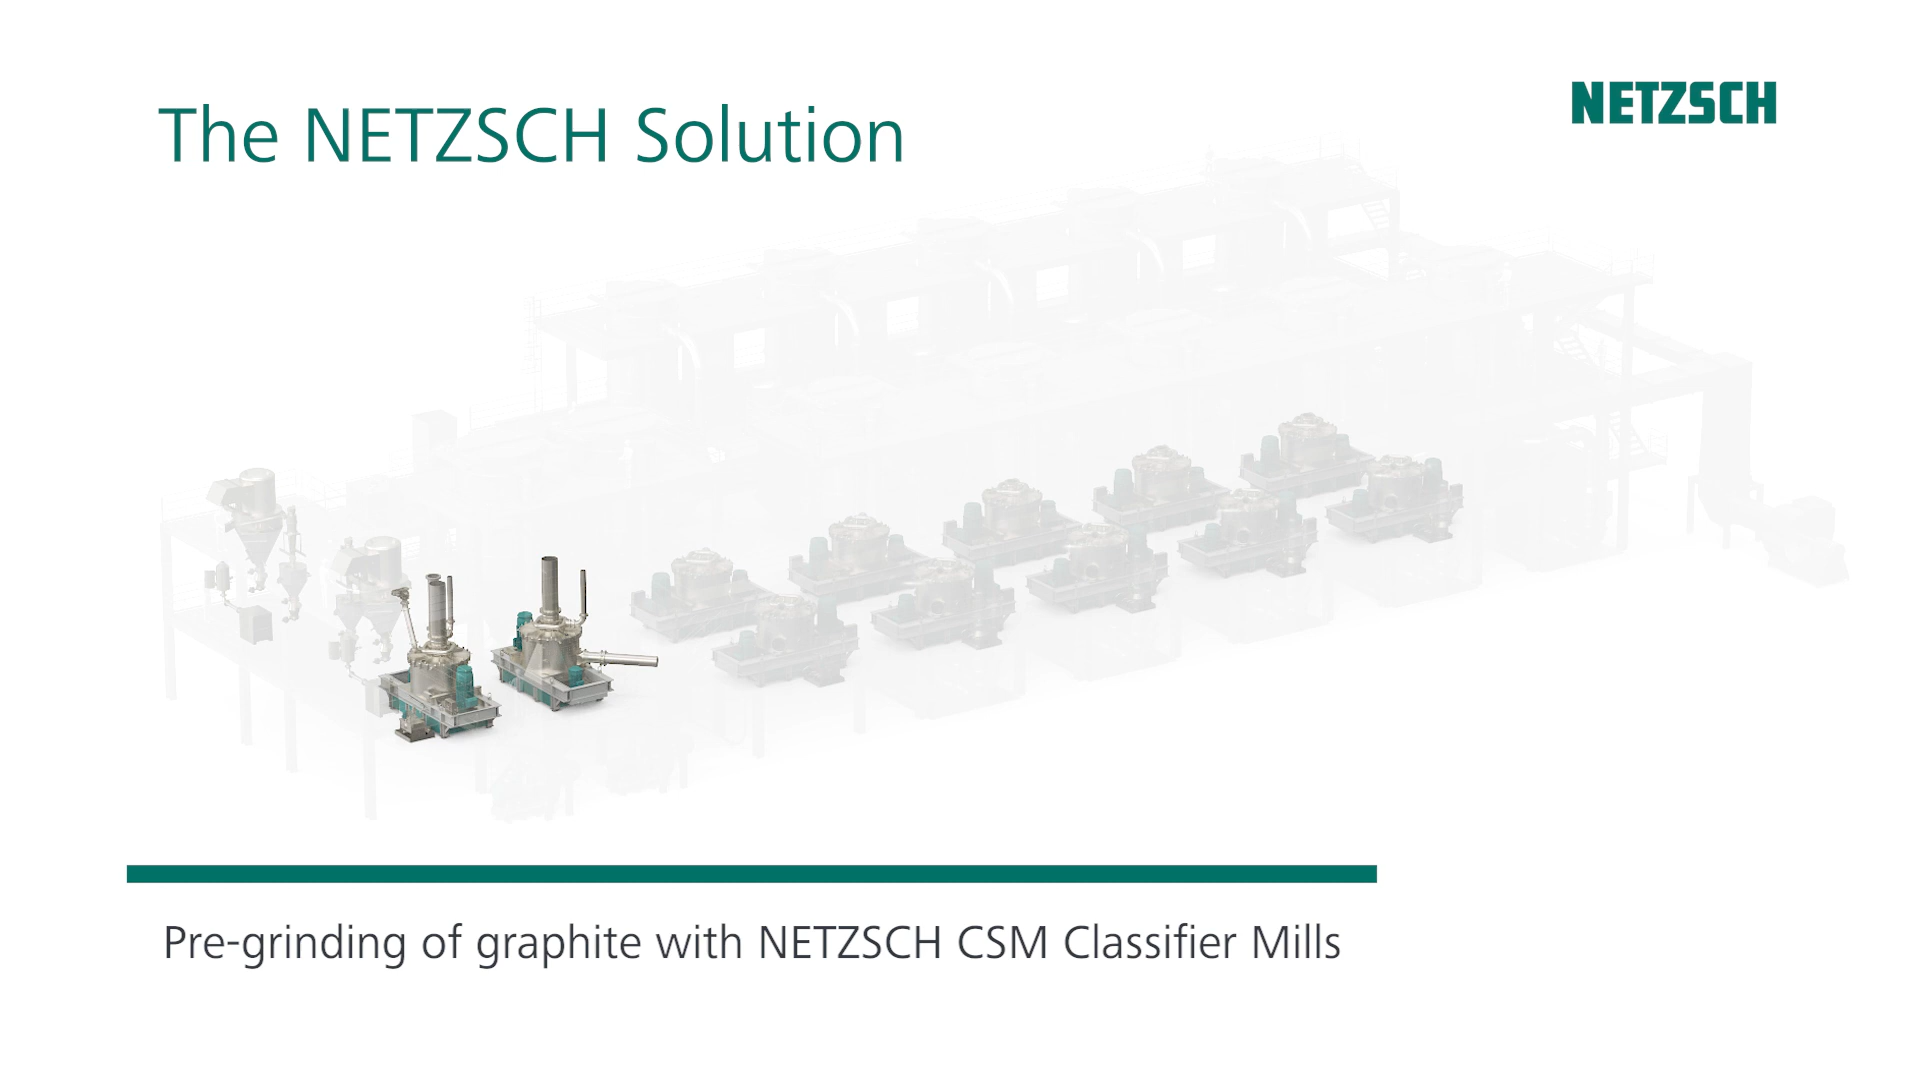 The NETZSCH Solution
NETZSCH
Pre-grinding of graphite with NETZSCH CSM Classifier Mills